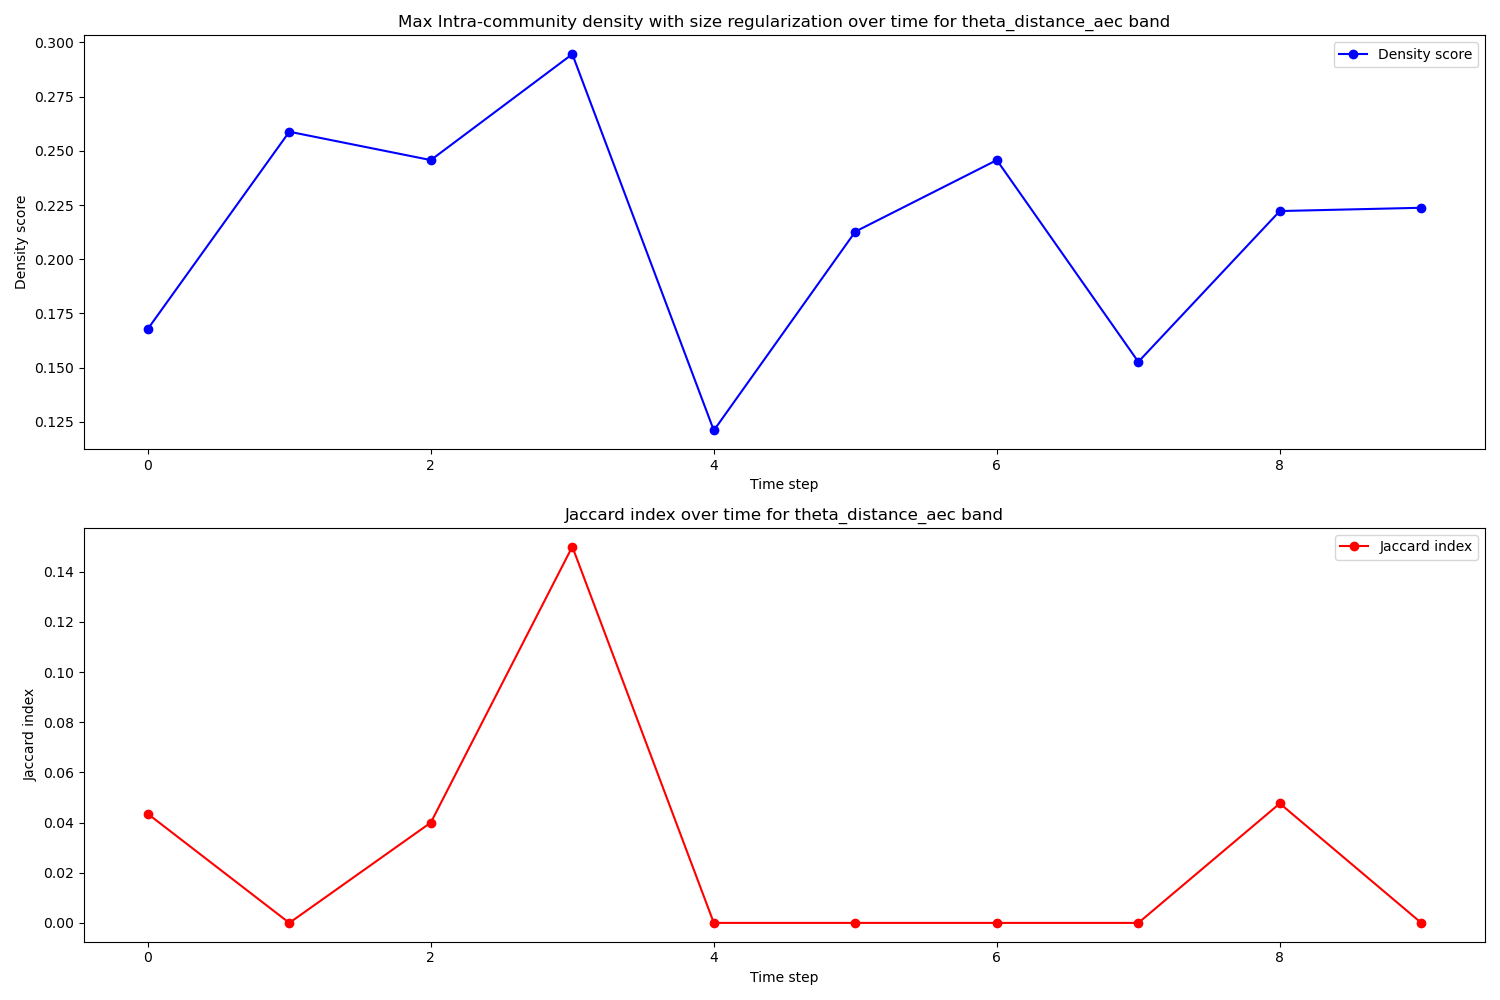 Max Intra-community density with size regularization over time for theta_distance_aec band
Density score
0.300
0.275
0.250
0.225
0.200
0.175
0.150
0.125
Density score
0 2 4 6 8
Time step
Jaccard index over time for theta_distance_aec band
Jaccard index
0.14
0.12
0.10
0.08
0.06
0.04
0.02
0.00
Jaccard index
0 2 4 6 8
Time step